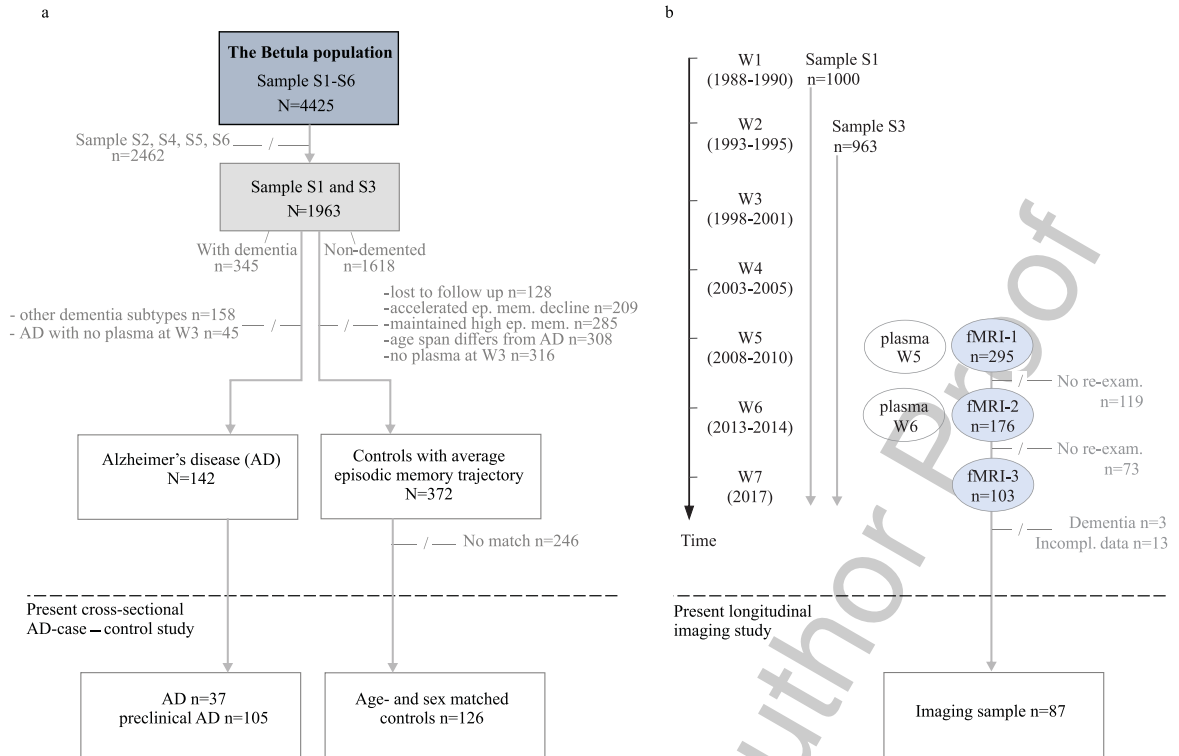 a
The Betula population
Sample S1-S6
N=4425
Sample S2, S4, S5, S6
n=2462
Sample S1 and S3
N=1963
With dementia
n=345
Non-demented
n=1618
- other dementia subtypes n=158
- AD with no plasma at W3 n=45
-lost to follow up n=128
-accelerated ep. mem. decline n=209
-maintained high ep. mem. n=285
-age span differs from AD n=308
-no plasma at W3 n=316
Alzheimer's disease (AD)
N=142
Controls with average
episodic memory trajectory
N=372
No match n=246
Present cross-sectional
AD-case – control study
AD n=37
preclinical AD n=105
Age- and sex matched
controls n=126
b
W1
(1988-1990)
Sample S1
n=1000
W2
(1993-1995)
Sample S3
n=963
W3
(1998-2001)
W4
(2003-2005)
W5
(2008-2010)
plasma
W5
fMRI-1
n=295
No re-exam.
n=119
W6
(2013-2014)
plasma
W6
fMRI-2
n=176
No re-exam.
n=73
W7
(2017)
fMRI-3
n=103
Time
Dementia n=3
Incompl. data n=13
Present longitudinal
imaging study
Imaging sample n=87
uthor Proof